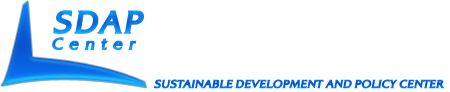 SDAP
Center
SUSTAINABLE DEVELOPMENT AND POLICY CENTER